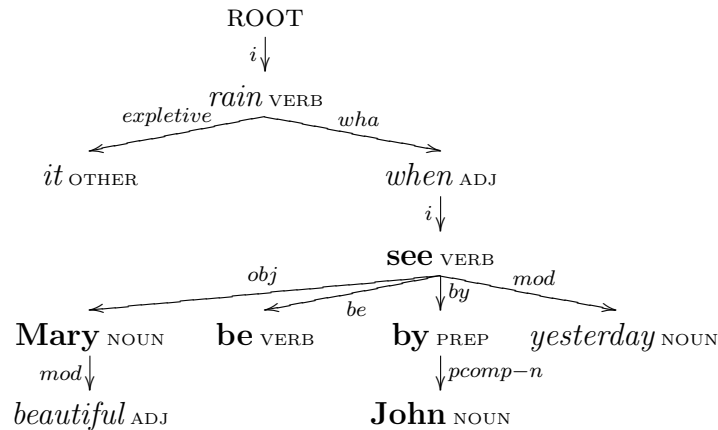 ROOT
i
rain VERB
expletive wha
it OTHER when ADJ
i
see VERB
obj be by mod
Mary NOUN be VERB by PREP yesterday NOUN
mod pcomp−n
beautiful ADJ John NOUN